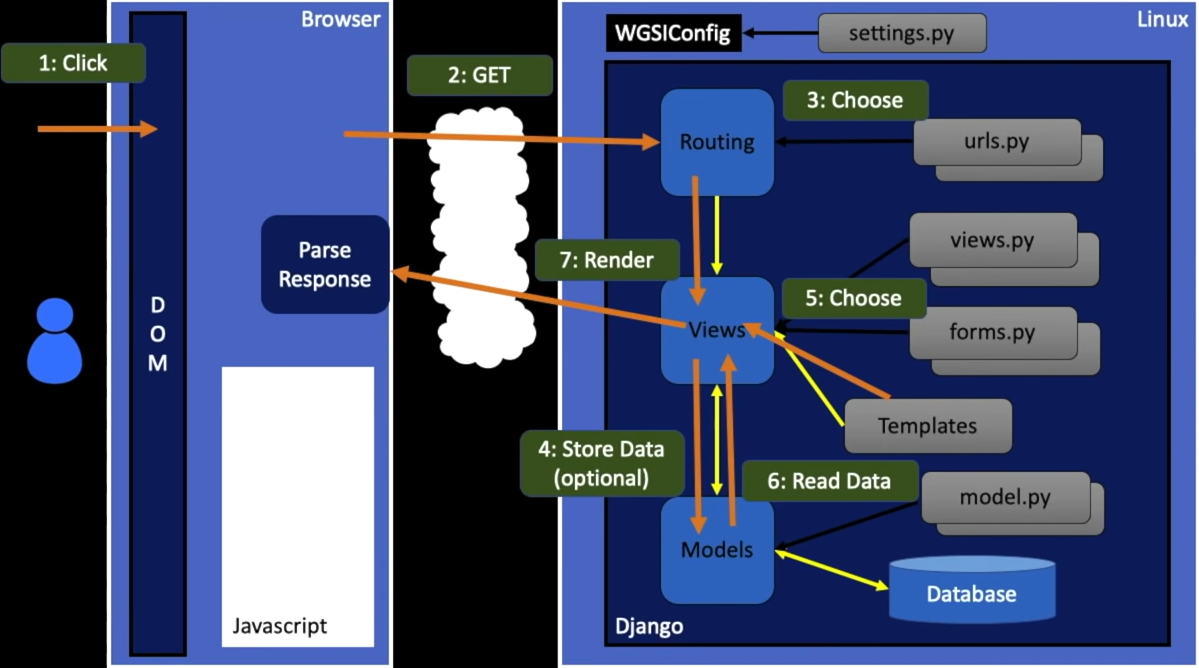 Browser
Linux
1: Click
2: GET
WGSIConfig
settings.py
3: Choose
Routing
urls.py
Parse
Response
7: Render
views.py
5: Choose
Views
forms.py
D
O
M
Templates
4: Store Data
(optional)
6: Read Data
model.py
Models
Database
Javascript
Django